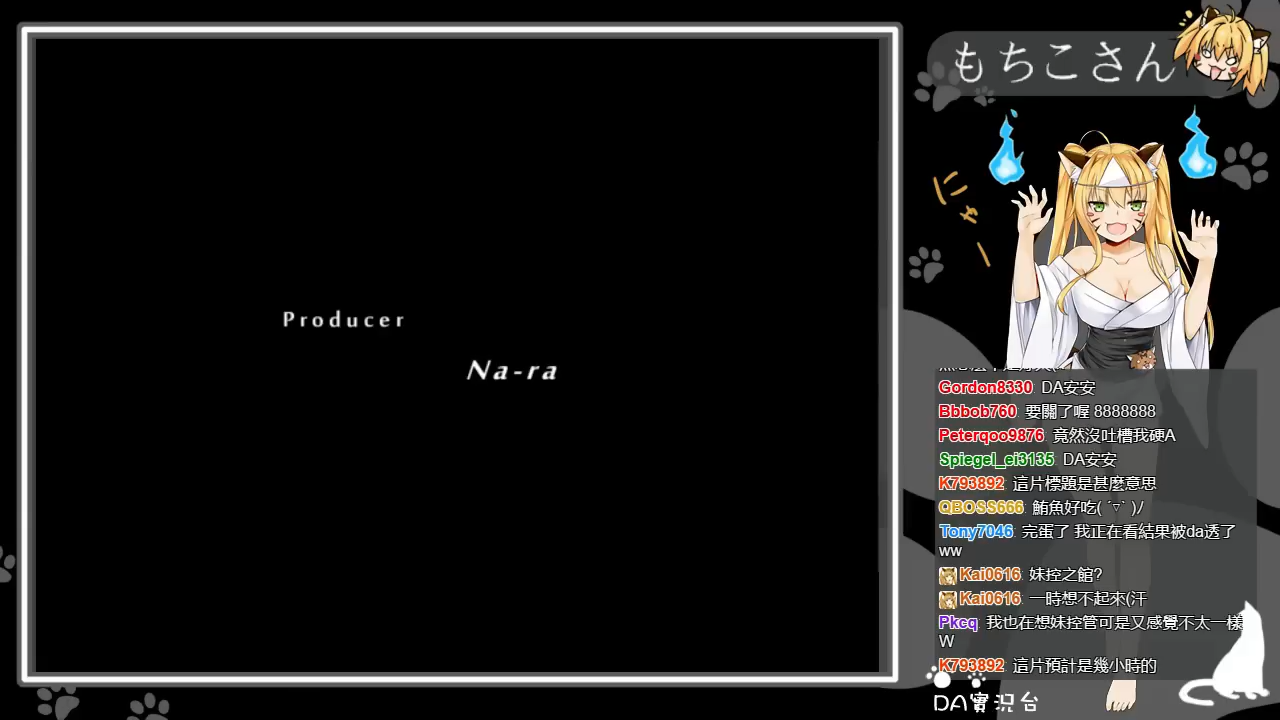 もちこさん
にゃー
Producer
Na-ra
Gordon8330 DA安安
Bbbob760 要關了喔 8888888
Peterqoo9876 竟然沒吐槽我硬A
Spiegel_ei3135 DA安安
K793892 這片標題是甚麼意思
QBOSS666 鮪魚好吃( ´▽` )ﾉ
Tony7046 完蛋了 我正在看結果被da透了
ww
Kai0616 妹控之館?
Kai0616 一時想不起來(汗
Pkcq 我也在想妹控管可是又感覺不太一樣
W
K793892 這片預計是幾小時的
DA實況台